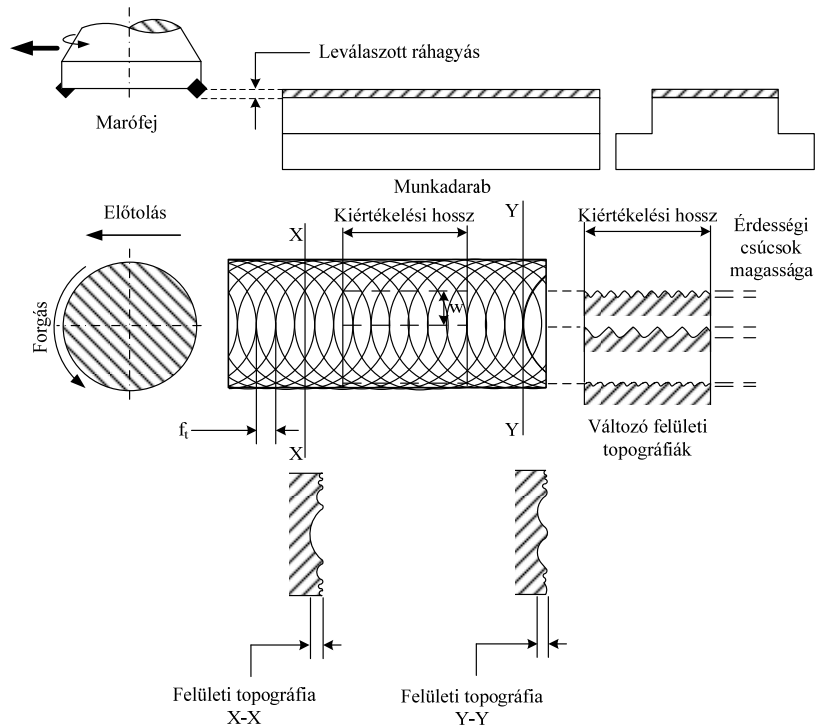 Leválaszott ráhagyás
Marófej
Munkadarab
Előtolás
X
Kiértékelési hossz
Y
Kiértékelési hossz
Érdességi
csúcsok
magassága
Forgás
w
fₜ
X
Y
Változó felületi
topográfiák
Felületi topográfia
X-X
Felületi topográfia
Y-Y